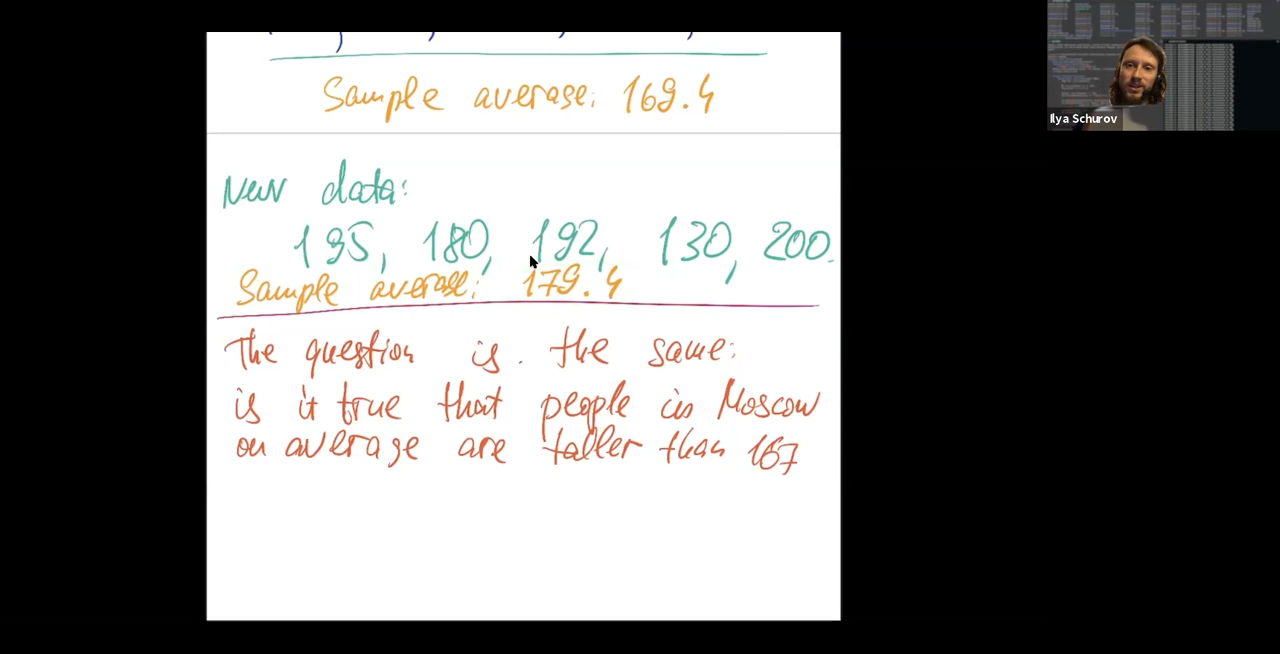 Sample average: 169.4
New data:
195, 180, 192, 130, 200.
Sample average: 179.4
The question is. the same:
is it true that people in Moscow
on average are taller than 167
Ilya Schurov